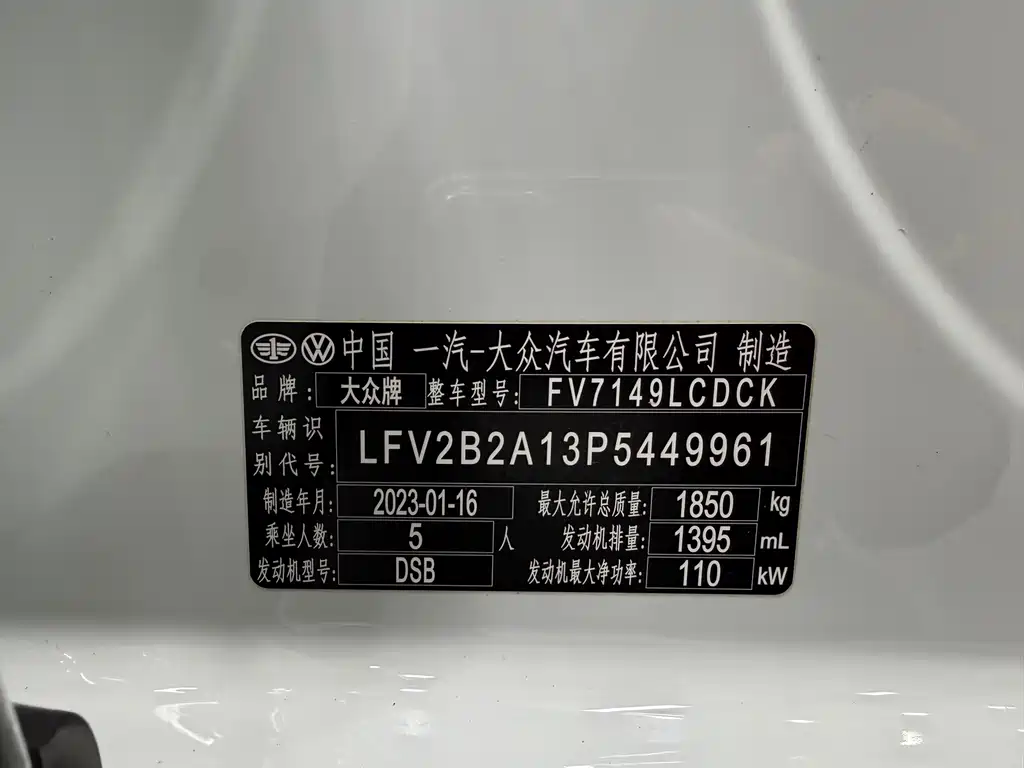 中国 一汽-大众汽车有限公司 制造
品牌: 大众牌 整车型号: FV7149LCDCK
车辆识别代号: LFV2B2A13P5449961
制造年月: 2023-01-16 最大允许总质量: 1850 kg
乘坐人数: 5 人 发动机排量: 1395 mL
发动机型号: DSB 发动机最大净功率: 110 kW